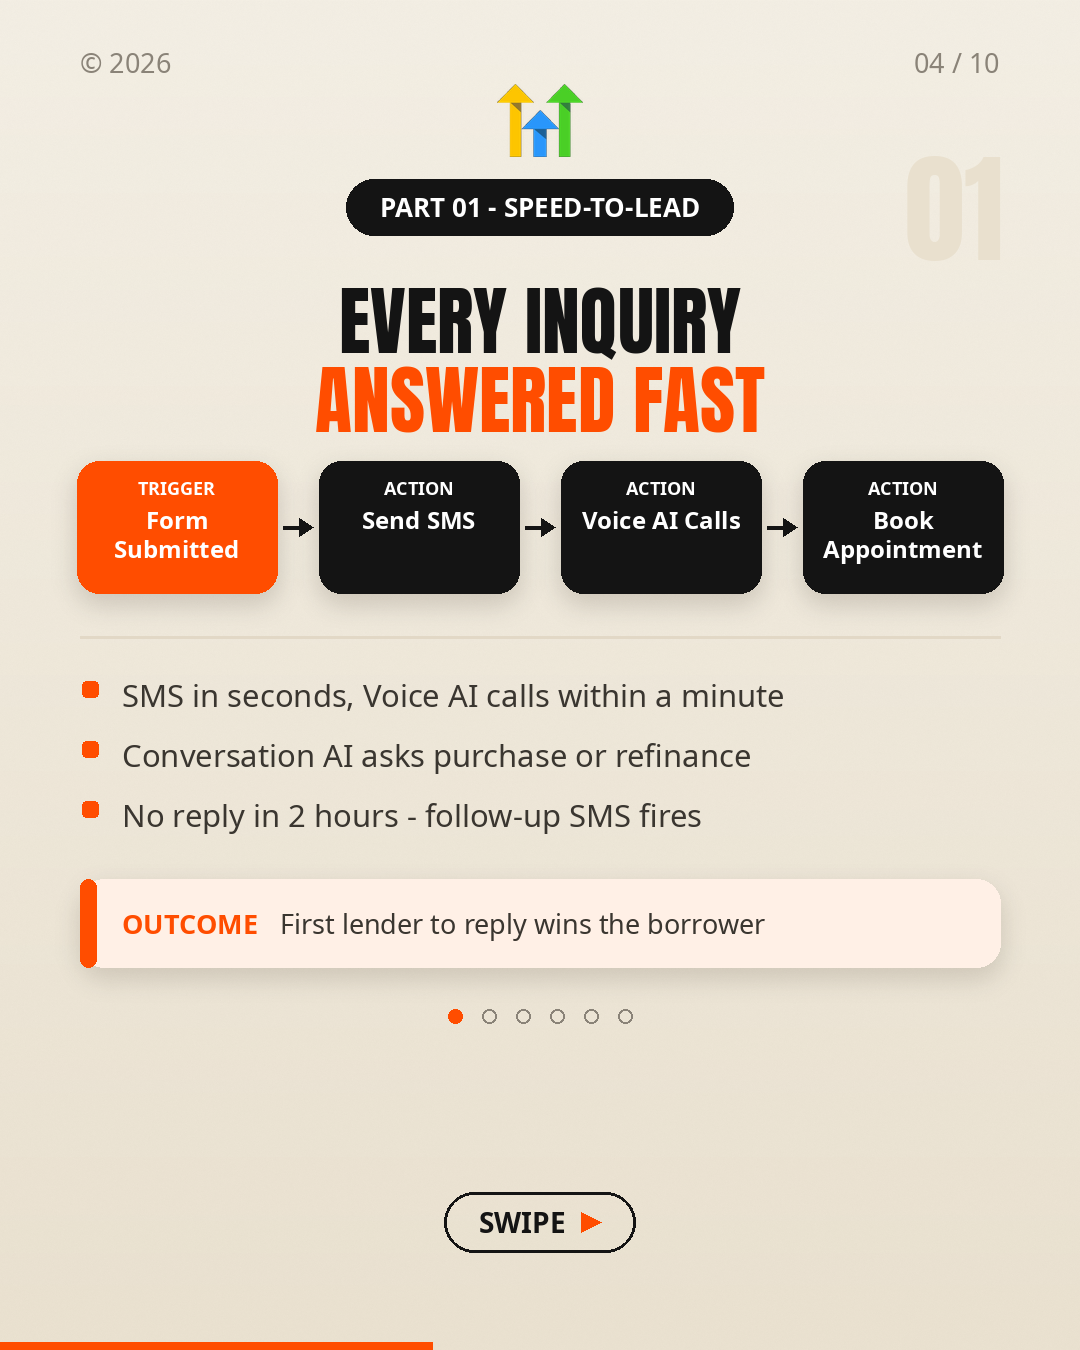 © 2026
04 / 10
PART 01 - SPEED-TO-LEAD
01
EVERY INQUIRY
ANSWERED FAST
TRIGGER
Form
Submitted
ACTION
Send SMS
ACTION
Voice AI Calls
ACTION
Book
Appointment
SMS in seconds, Voice AI calls within a minute
Conversation AI asks purchase or refinance
No reply in 2 hours - follow-up SMS fires
OUTCOME First lender to reply wins the borrower
SWIPE